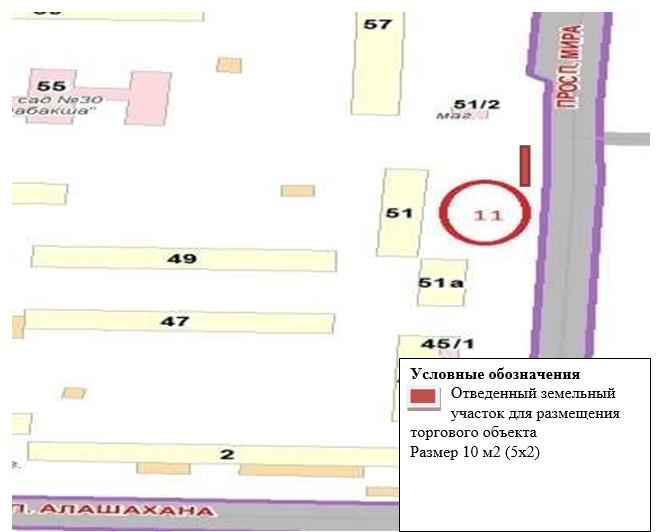 57
55
сад №30
51/2
маг.
ПРОСП. МИРА
51
11
49
51а
47
45/1
2
Л. АЛАШАХАНА
Условные обозначения
Отведенный земельный
участок для размещения
торгового объекта
Размер 10 м2 (5х2)